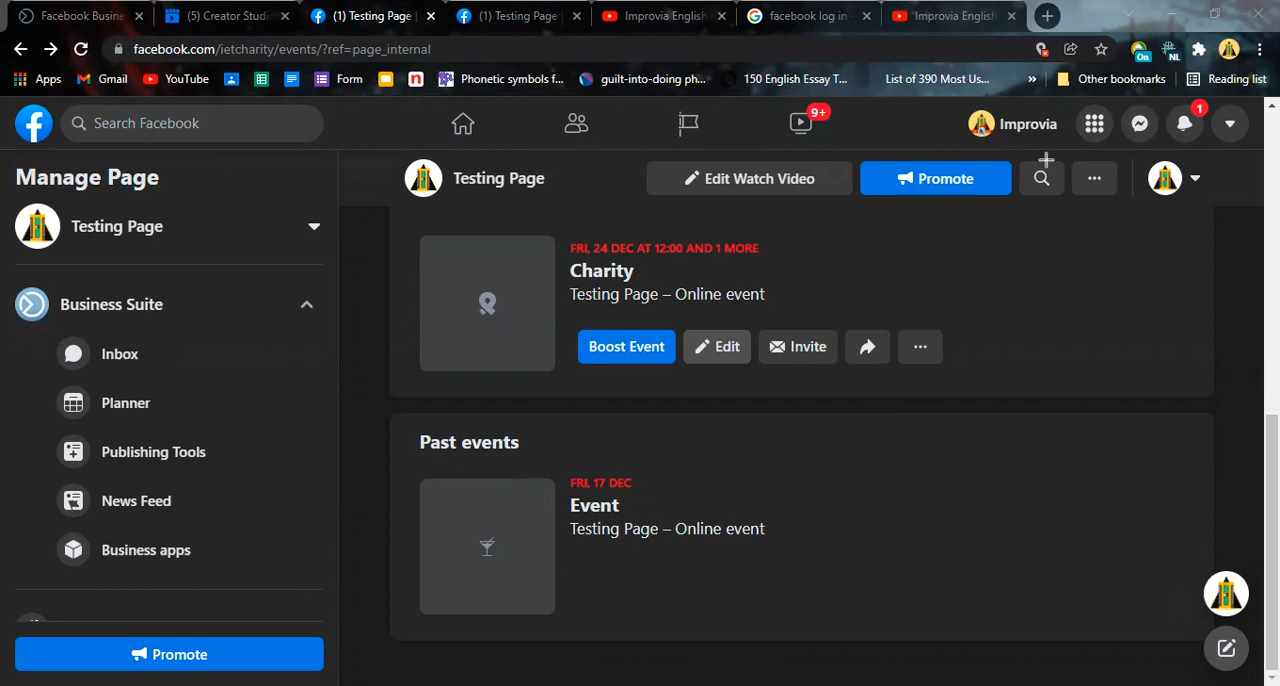 Facebook Busine
(5) Creator Studi
(1) Testing Page |
(1) Testing Page
Improvia English
facebook log in
"Improvia English
facebook.com/ietcharity/events/?ref=page_internal
On
NL
Apps
Gmail
YouTube
Form
Phonetic symbols f...
guilt-into-doing ph...
150 English Essay T...
List of 390 Most Us...
»
Other bookmarks
Reading list
Search Facebook
9+
Improvia
1
Manage Page
Testing Page
Edit Watch Video
Promote
Testing Page
Business Suite
Inbox
Planner
Publishing Tools
News Feed
Business apps
Promote
FRI, 24 DEC AT 12:00 AND 1 MORE
Charity
Testing Page – Online event
Boost Event
Edit
Invite
Past events
FRI, 17 DEC
Event
Testing Page – Online event